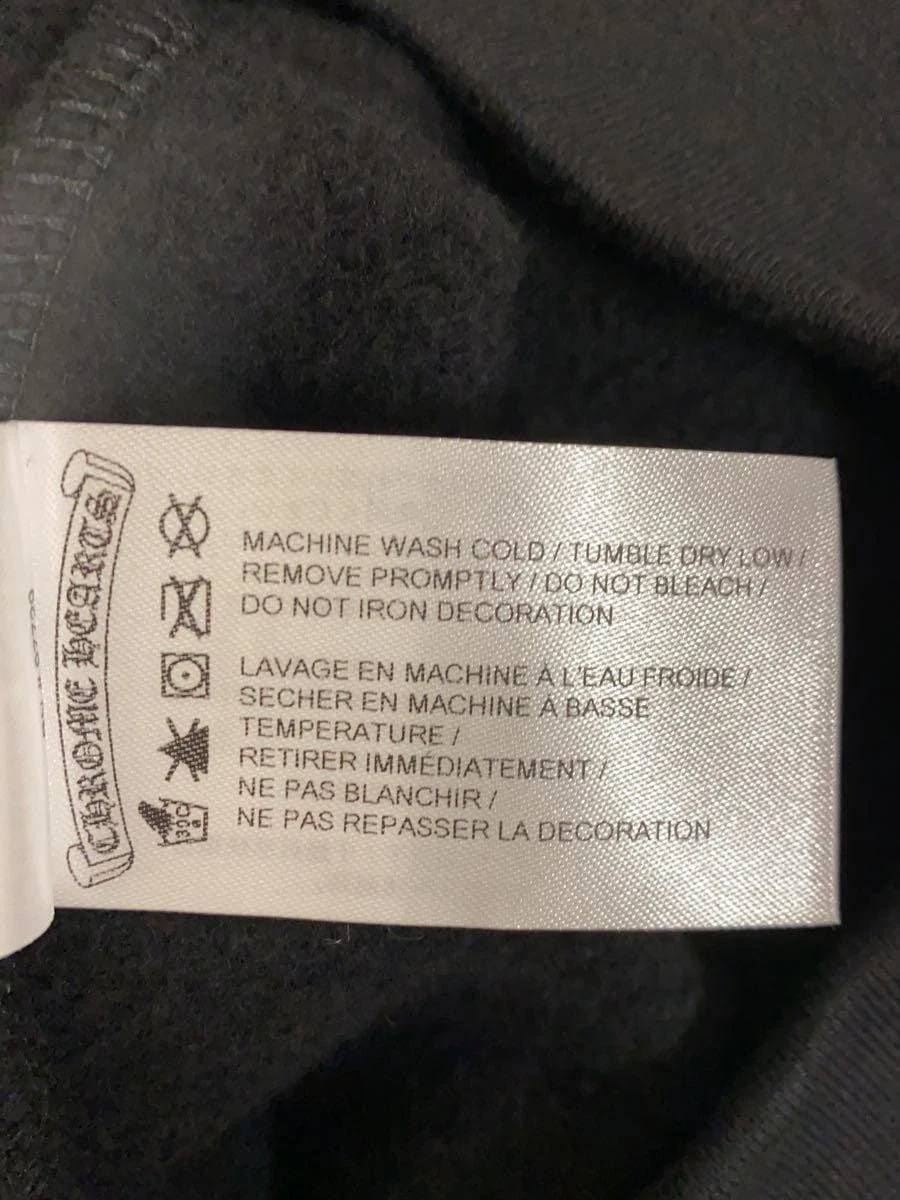 CHROME HEARTS
MACHINE WASH COLD / TUMBLE DRY LOW /
REMOVE PROMPTLY / DO NOT BLEACH /
DO NOT IRON DECORATION
LAVAGE EN MACHINE À L'EAU FROIDE /
SECHER EN MACHINE À BASSE
TEMPERATURE /
RETIRER IMMÉDIATEMENT /
NE PAS BLANCHIR /
NE PAS REPASSER LA DECORATION
30C